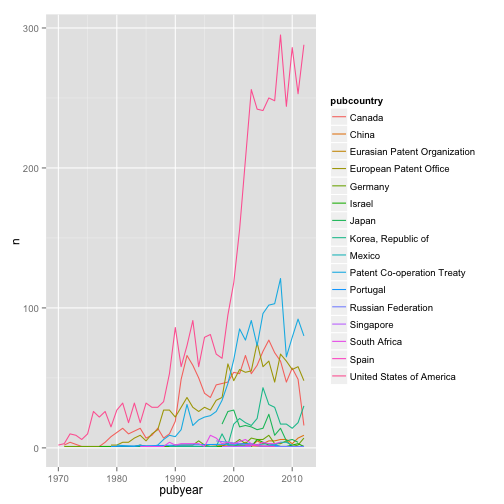 300
200
100
0
n
1970
1980
1990
2000
2010
pubyear
pubcountry
Canada
China
Eurasian Patent Organization
European Patent Office
Germany
Israel
Japan
Korea, Republic of
Mexico
Patent Co-operation Treaty
Portugal
Russian Federation
Singapore
South Africa
Spain
United States of America